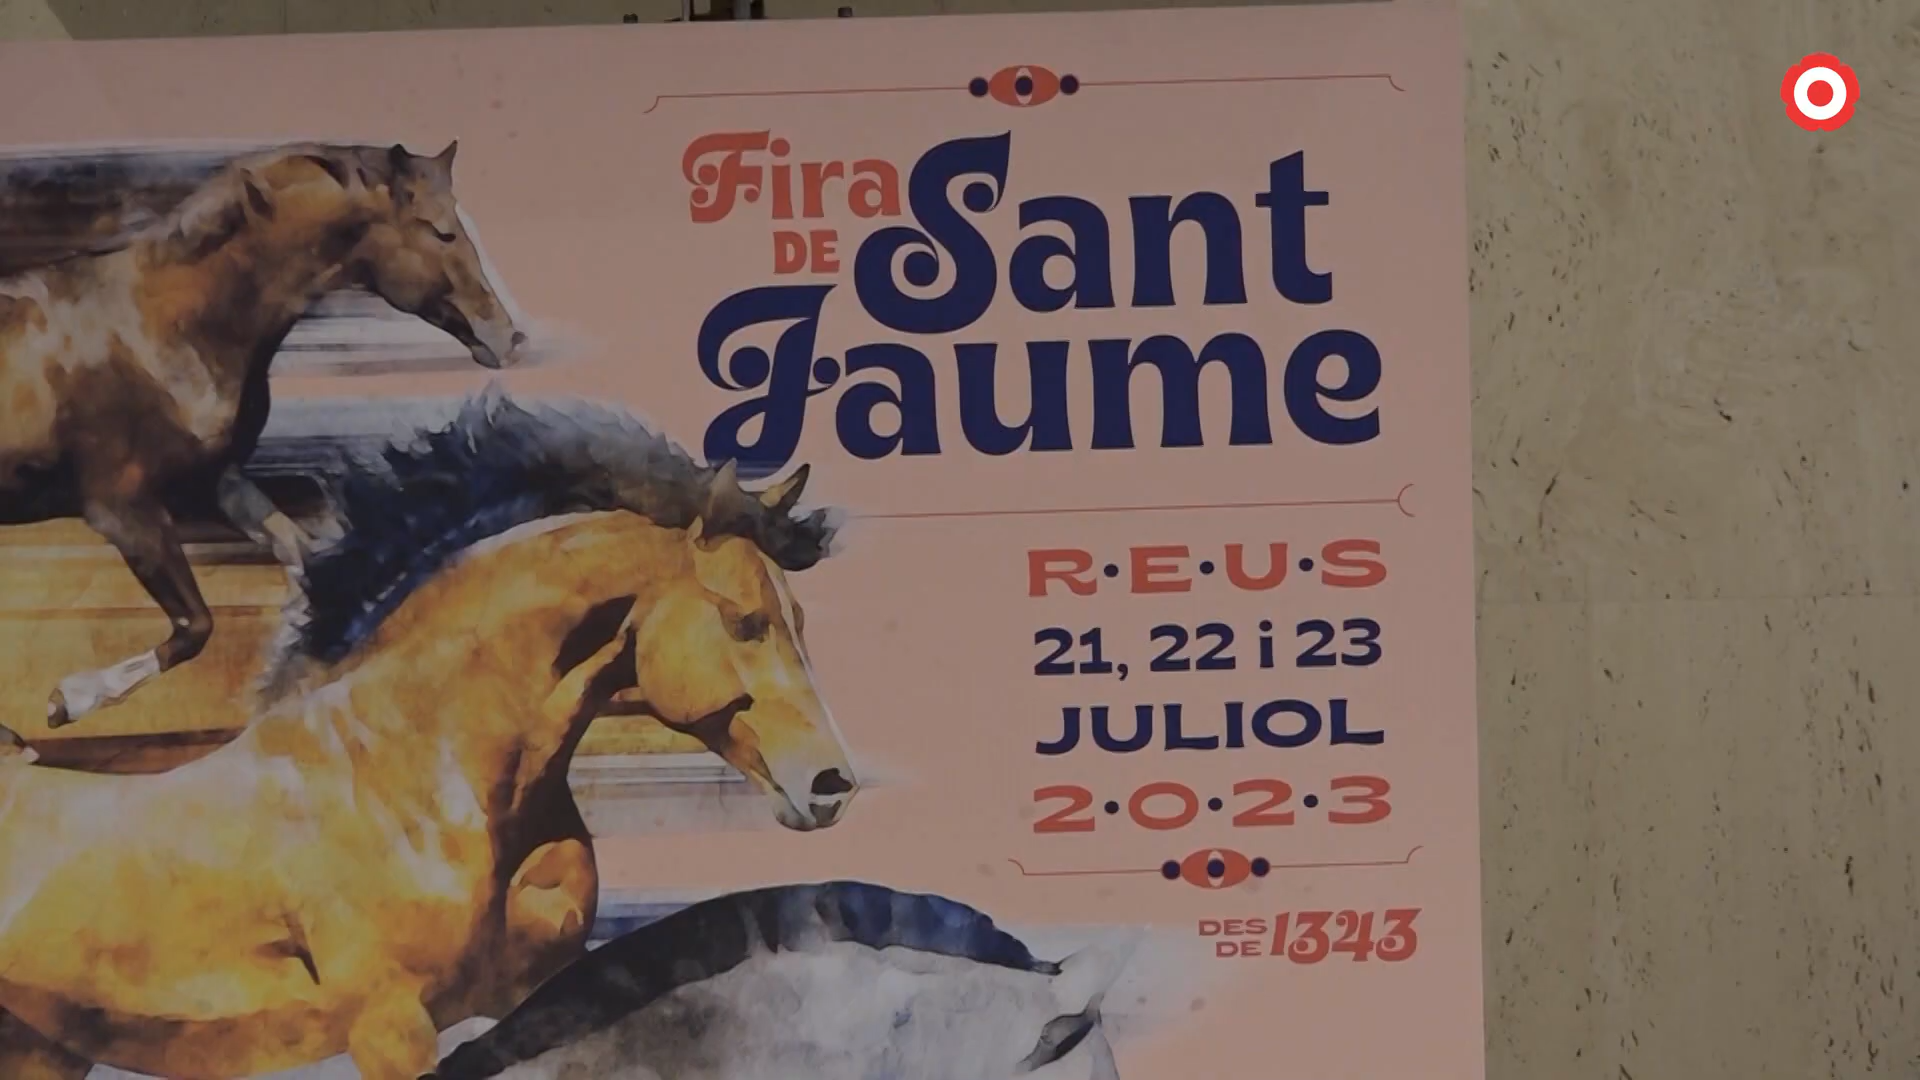 Fira
DE Sant
Jaume
R·E·U·S
21, 22 i 23
JULIOL
2·0·2·3
DES
DE 1343